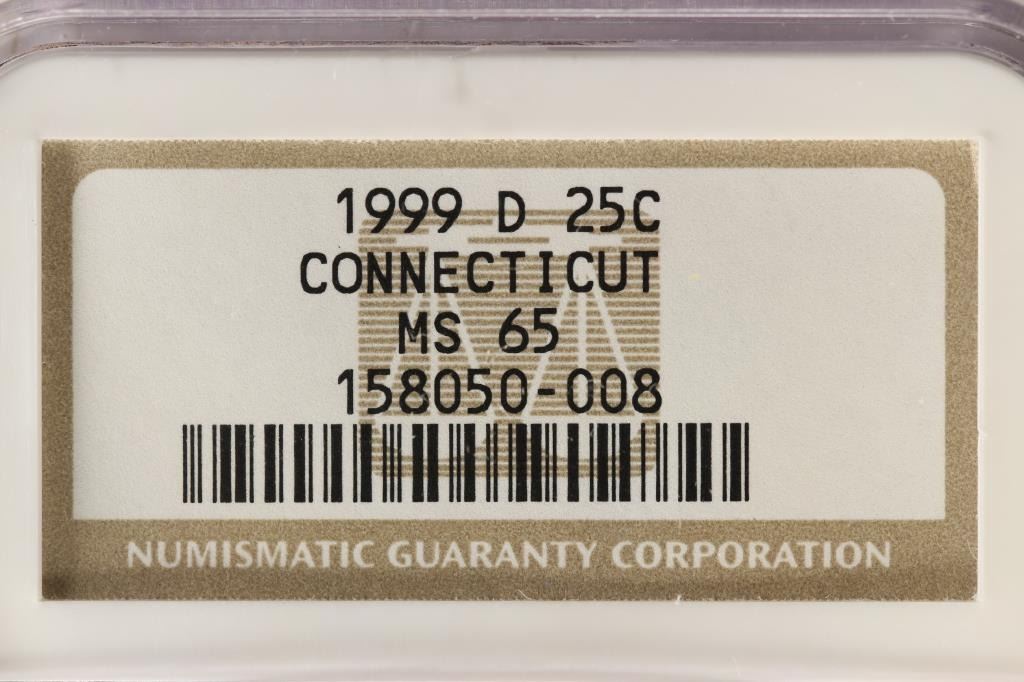 1999 D 25C
CONNECTICUT
MS 65
158050-008
NUMISMATIC GUARANTY CORPORATION